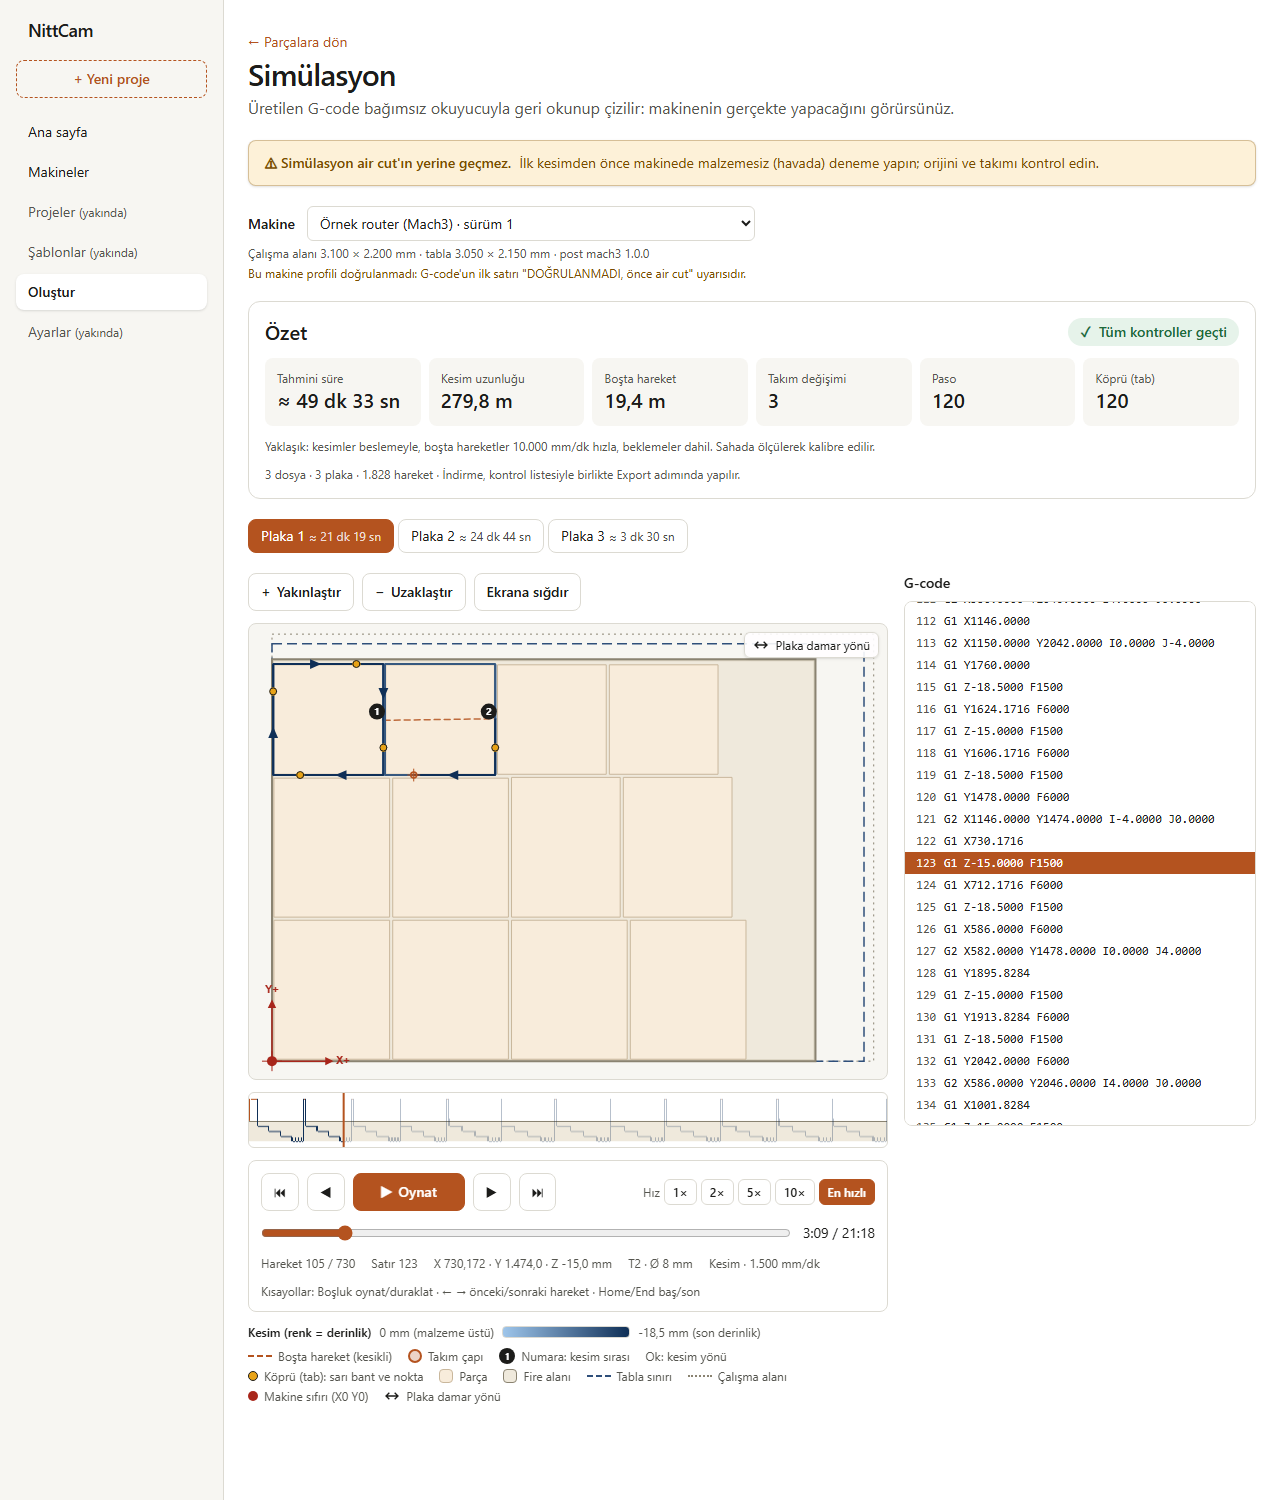 NittCam
+ Yeni proje
Ana sayfa
Makineler
Projeler (yakında)
Şablonlar (yakında)
Oluştur
Ayarlar (yakında)
← Parçalara dön
Simülasyon
Üretilen G-code bağımsız okuyucuyla geri okunup çizilir: makinenin gerçekte yapacağını görürsünüz.
⚠ Simülasyon air cut'ın yerine geçmez. İlk kesimden önce makinede malzemesiz (havada) deneme yapın; orijini ve takımı kontrol edin.
Makine Örnek router (Mach3) · sürüm 1
Çalışma alanı 3.100 × 2.200 mm · tabla 3.050 × 2.150 mm · post mach3 1.0.0
Bu makine profili doğrulanmadı: G-code'un ilk satırı "DOĞRULANMADI, önce air cut" uyarısıdır.
Özet
✓ Tüm kontroller geçti
Tahmini süre
≈ 49 dk 33 sn
Kesim uzunluğu
279,8 m
Boşta hareket
19,4 m
Takım değişimi
3
Paso
120
Köprü (tab)
120
Yaklaşık: kesimler beslemeyle, boşta hareketler 10.000 mm/dk hızla, beklemeler dahil. Sahada ölçülerek kalibre edilir.
3 dosya · 3 plaka · 1.828 hareket · İndirme, kontrol listesiyle birlikte Export adımında yapılır.
Plaka 1 ≈ 21 dk 19 sn
Plaka 2 ≈ 24 dk 44 sn
Plaka 3 ≈ 3 dk 30 sn
+ Yakınlaştır
− Uzaklaştır
Ekrana sığdır
↔ Plaka damar yönü
1
2
Y+
X+
G-code
112 G1 X1146.0000
113 G2 X1150.0000 Y2042.0000 I0.0000 J-4.0000
114 G1 Y1760.0000
115 G1 Z-18.5000 F1500
116 G1 Y1624.1716 F6000
117 G1 Z-15.0000 F1500
118 G1 Y1606.1716 F6000
119 G1 Z-18.5000 F1500
120 G1 Y1478.0000 F6000
121 G2 X1146.0000 Y1474.0000 I-4.0000 J0.0000
122 G1 X730.1716
123 G1 Z-15.0000 F1500
124 G1 X712.1716 F6000
125 G1 Z-18.5000 F1500
126 G1 X586.0000 F6000
127 G2 X582.0000 Y1478.0000 I0.0000 J4.0000
128 G1 Y1895.8284
129 G1 Z-15.0000 F1500
130 G1 Y1913.8284 F6000
131 G1 Z-18.5000 F1500
132 G1 Y2042.0000 F6000
133 G2 X586.0000 Y2046.0000 I4.0000 J0.0000
134 G1 X1001.8284
▶ Oynat
Hız 1× 2× 5× 10× En hızlı
3:09 / 21:18
Hareket 105 / 730 Satır 123 X 730,172 · Y 1.474,0 · Z -15,0 mm T2 · Ø 8 mm Kesim · 1.500 mm/dk
Kısayollar: Boşluk oynat/duraklat · ← → önceki/sonraki hareket · Home/End baş/son
Kesim (renk = derinlik) 0 mm (malzeme üstü) -18,5 mm (son derinlik)
Boşta hareket (kesikli) Takım çapı 1 Numara: kesim sırası Ok: kesim yönü
Köprü (tab): sarı bant ve nokta Parça Fire alanı Tabla sınırı Çalışma alanı
Makine sıfırı (X0 Y0) ↔ Plaka damar yönü